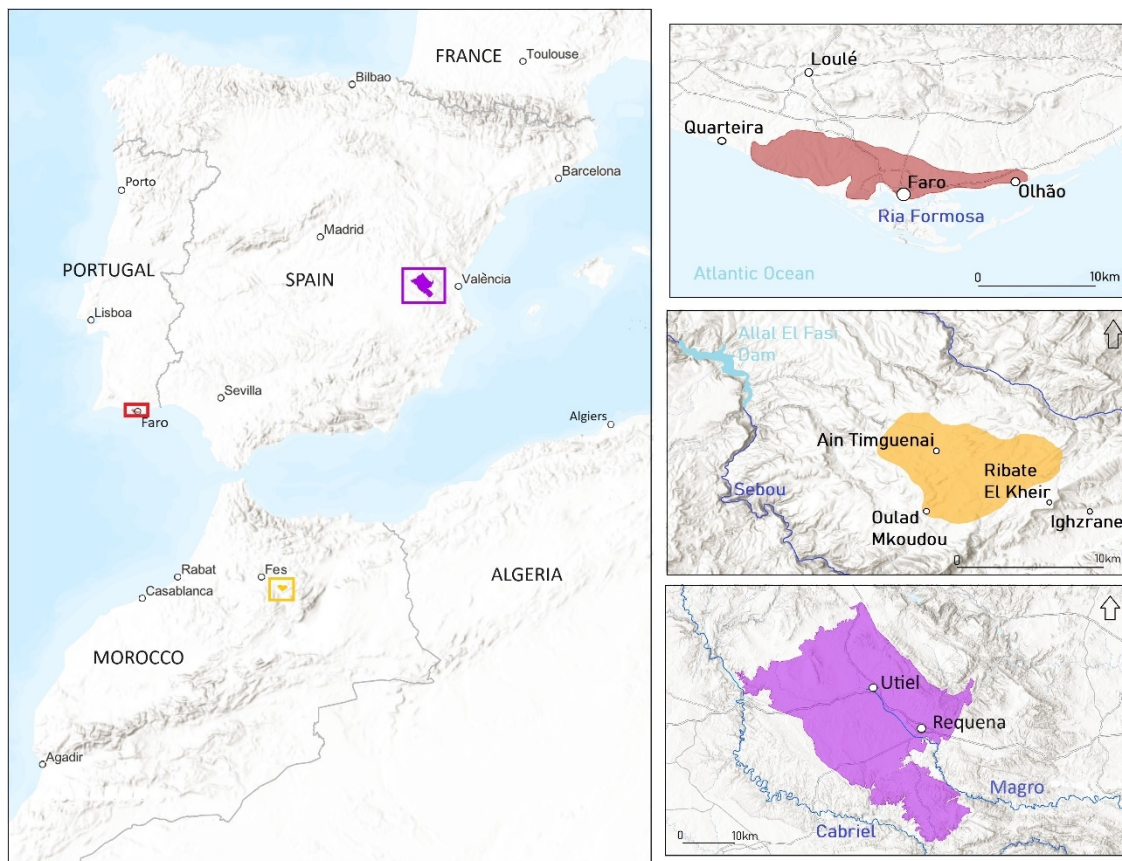 FRANCE
Toulouse
Bilbao
Barcelona
Porto
Madrid
PORTUGAL
SPAIN
València
Lisboa
Sevilla
Faro
Algiers
Rabat
Fes
Casablanca
ALGERIA
MOROCCO
Agadir
Loulé
Quarteira
Faro
Olhão
Ria Formosa
Atlantic Ocean
0 10km
Allal El Fasi
Dam
Ain Timguenai
Ribate
El Kheir
Sebou
Oulad
Mkoudou
Ighzrane
0 10km
Utiel
Requena
Magro
Cabriel
0 10km